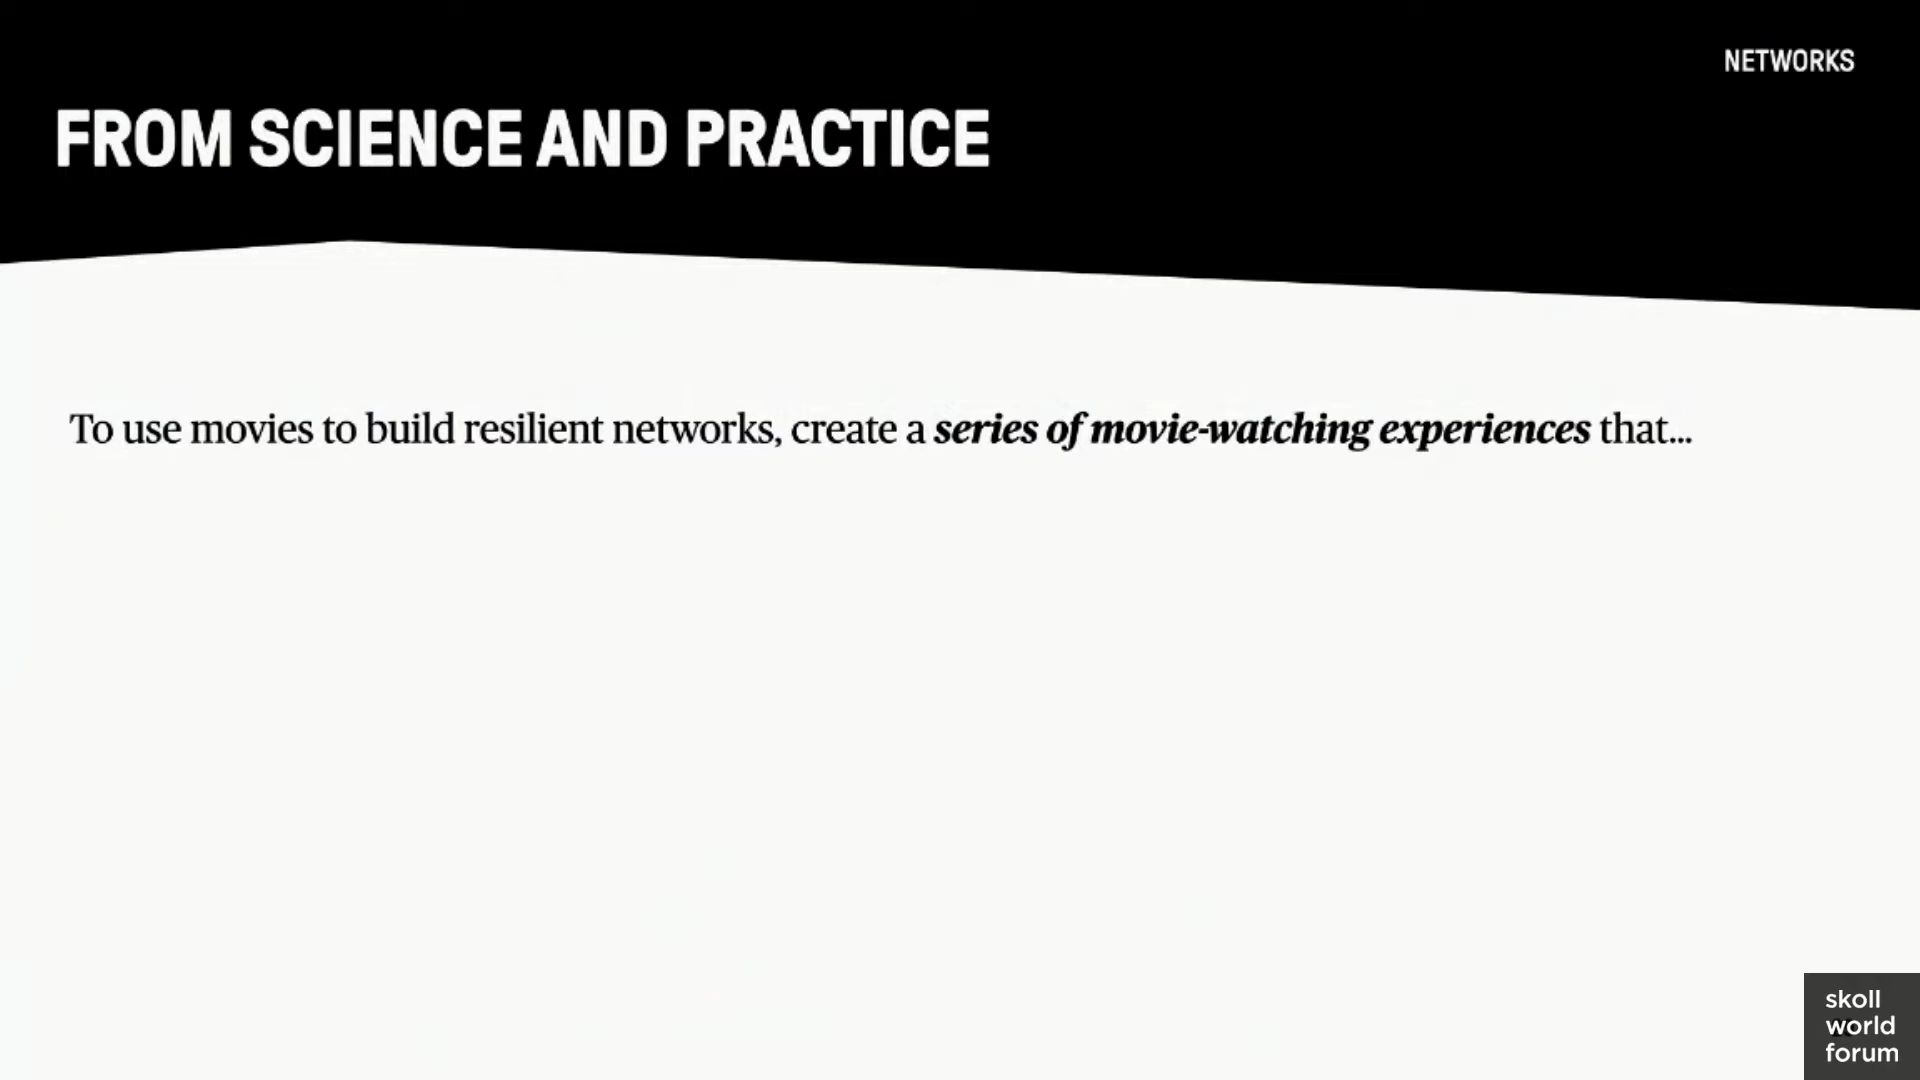 NETWORKS
FROM SCIENCE AND PRACTICE
To use movies to build resilient networks, create a series of movie-watching experiences that...
skoll
world
forum